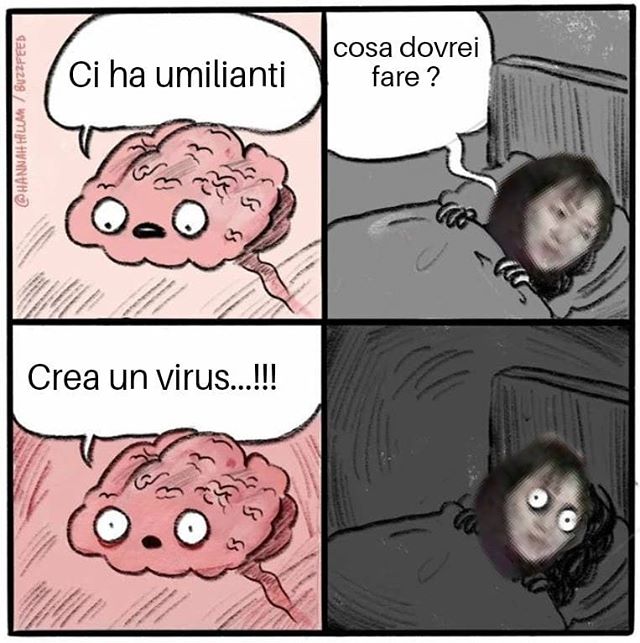 Ci ha umilianti
cosa dovrei
fare ?
Crea un virus...!!!
@HANNAHHILLAM / BUZZFEED